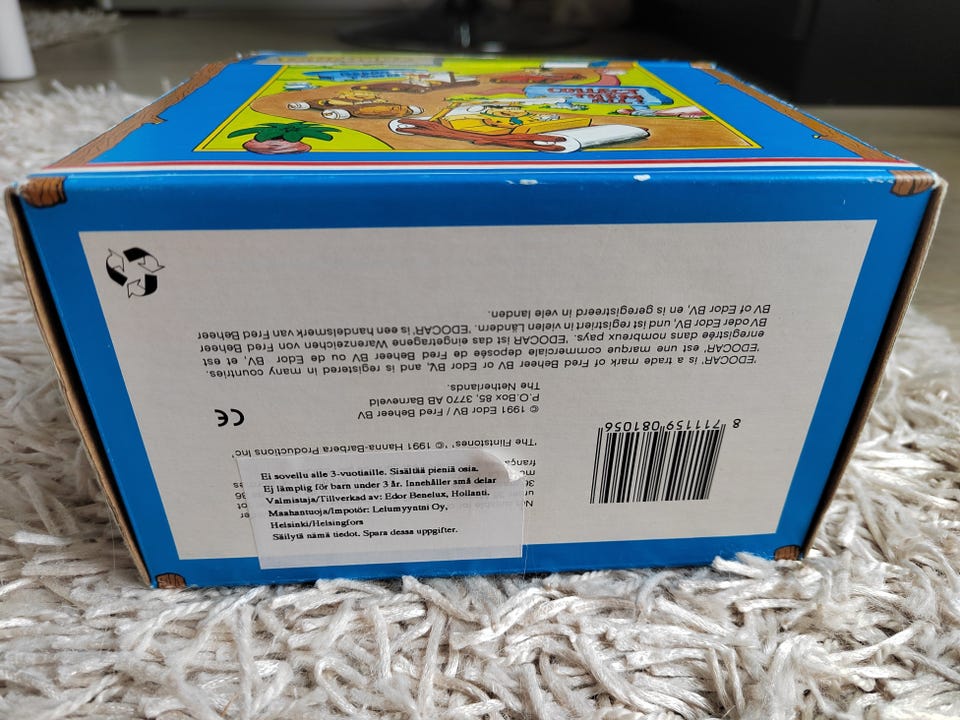 Ei sovellu alle 3-vuotiaille. Sisältää pieniä osia.
Ej lämplig för barn under 3 år. Innehåller små delar
Valmistaja/Tillverkad av: Edor Benelux, Hollanti.
Maahantuoja/Impotör: Lelumyynti Oy,
Helsinki/Helsingfors
Säilytä nämä tiedot. Spara dessa uppgifter.
8 711159 081056
'The Flintstones' © 1991 Hanna-Barbera Productions Inc.
CE
© 1991 Edor BV / Fred Beheer BV
P.O.Box 85, 3770 AB Barneveld
The Netherlands.
'EDOCAR' is a trade mark of Fred Beheer BV or Edor BV, and is registered in many countries.
'EDOCAR' est une marque commerciale deposée de Fred Beheer BV ou de Edor BV, et est
enregistrée dans nombreux pays. 'EDOCAR' ist das eingetragene Warenzeichen von Fred Beheer
BV oder Edor BV, und ist registriert in vielen Ländern. 'EDOCAR' is een handelsmerk van Fred Beheer
BV of Edor BV, en is geregistreerd in vele landen.